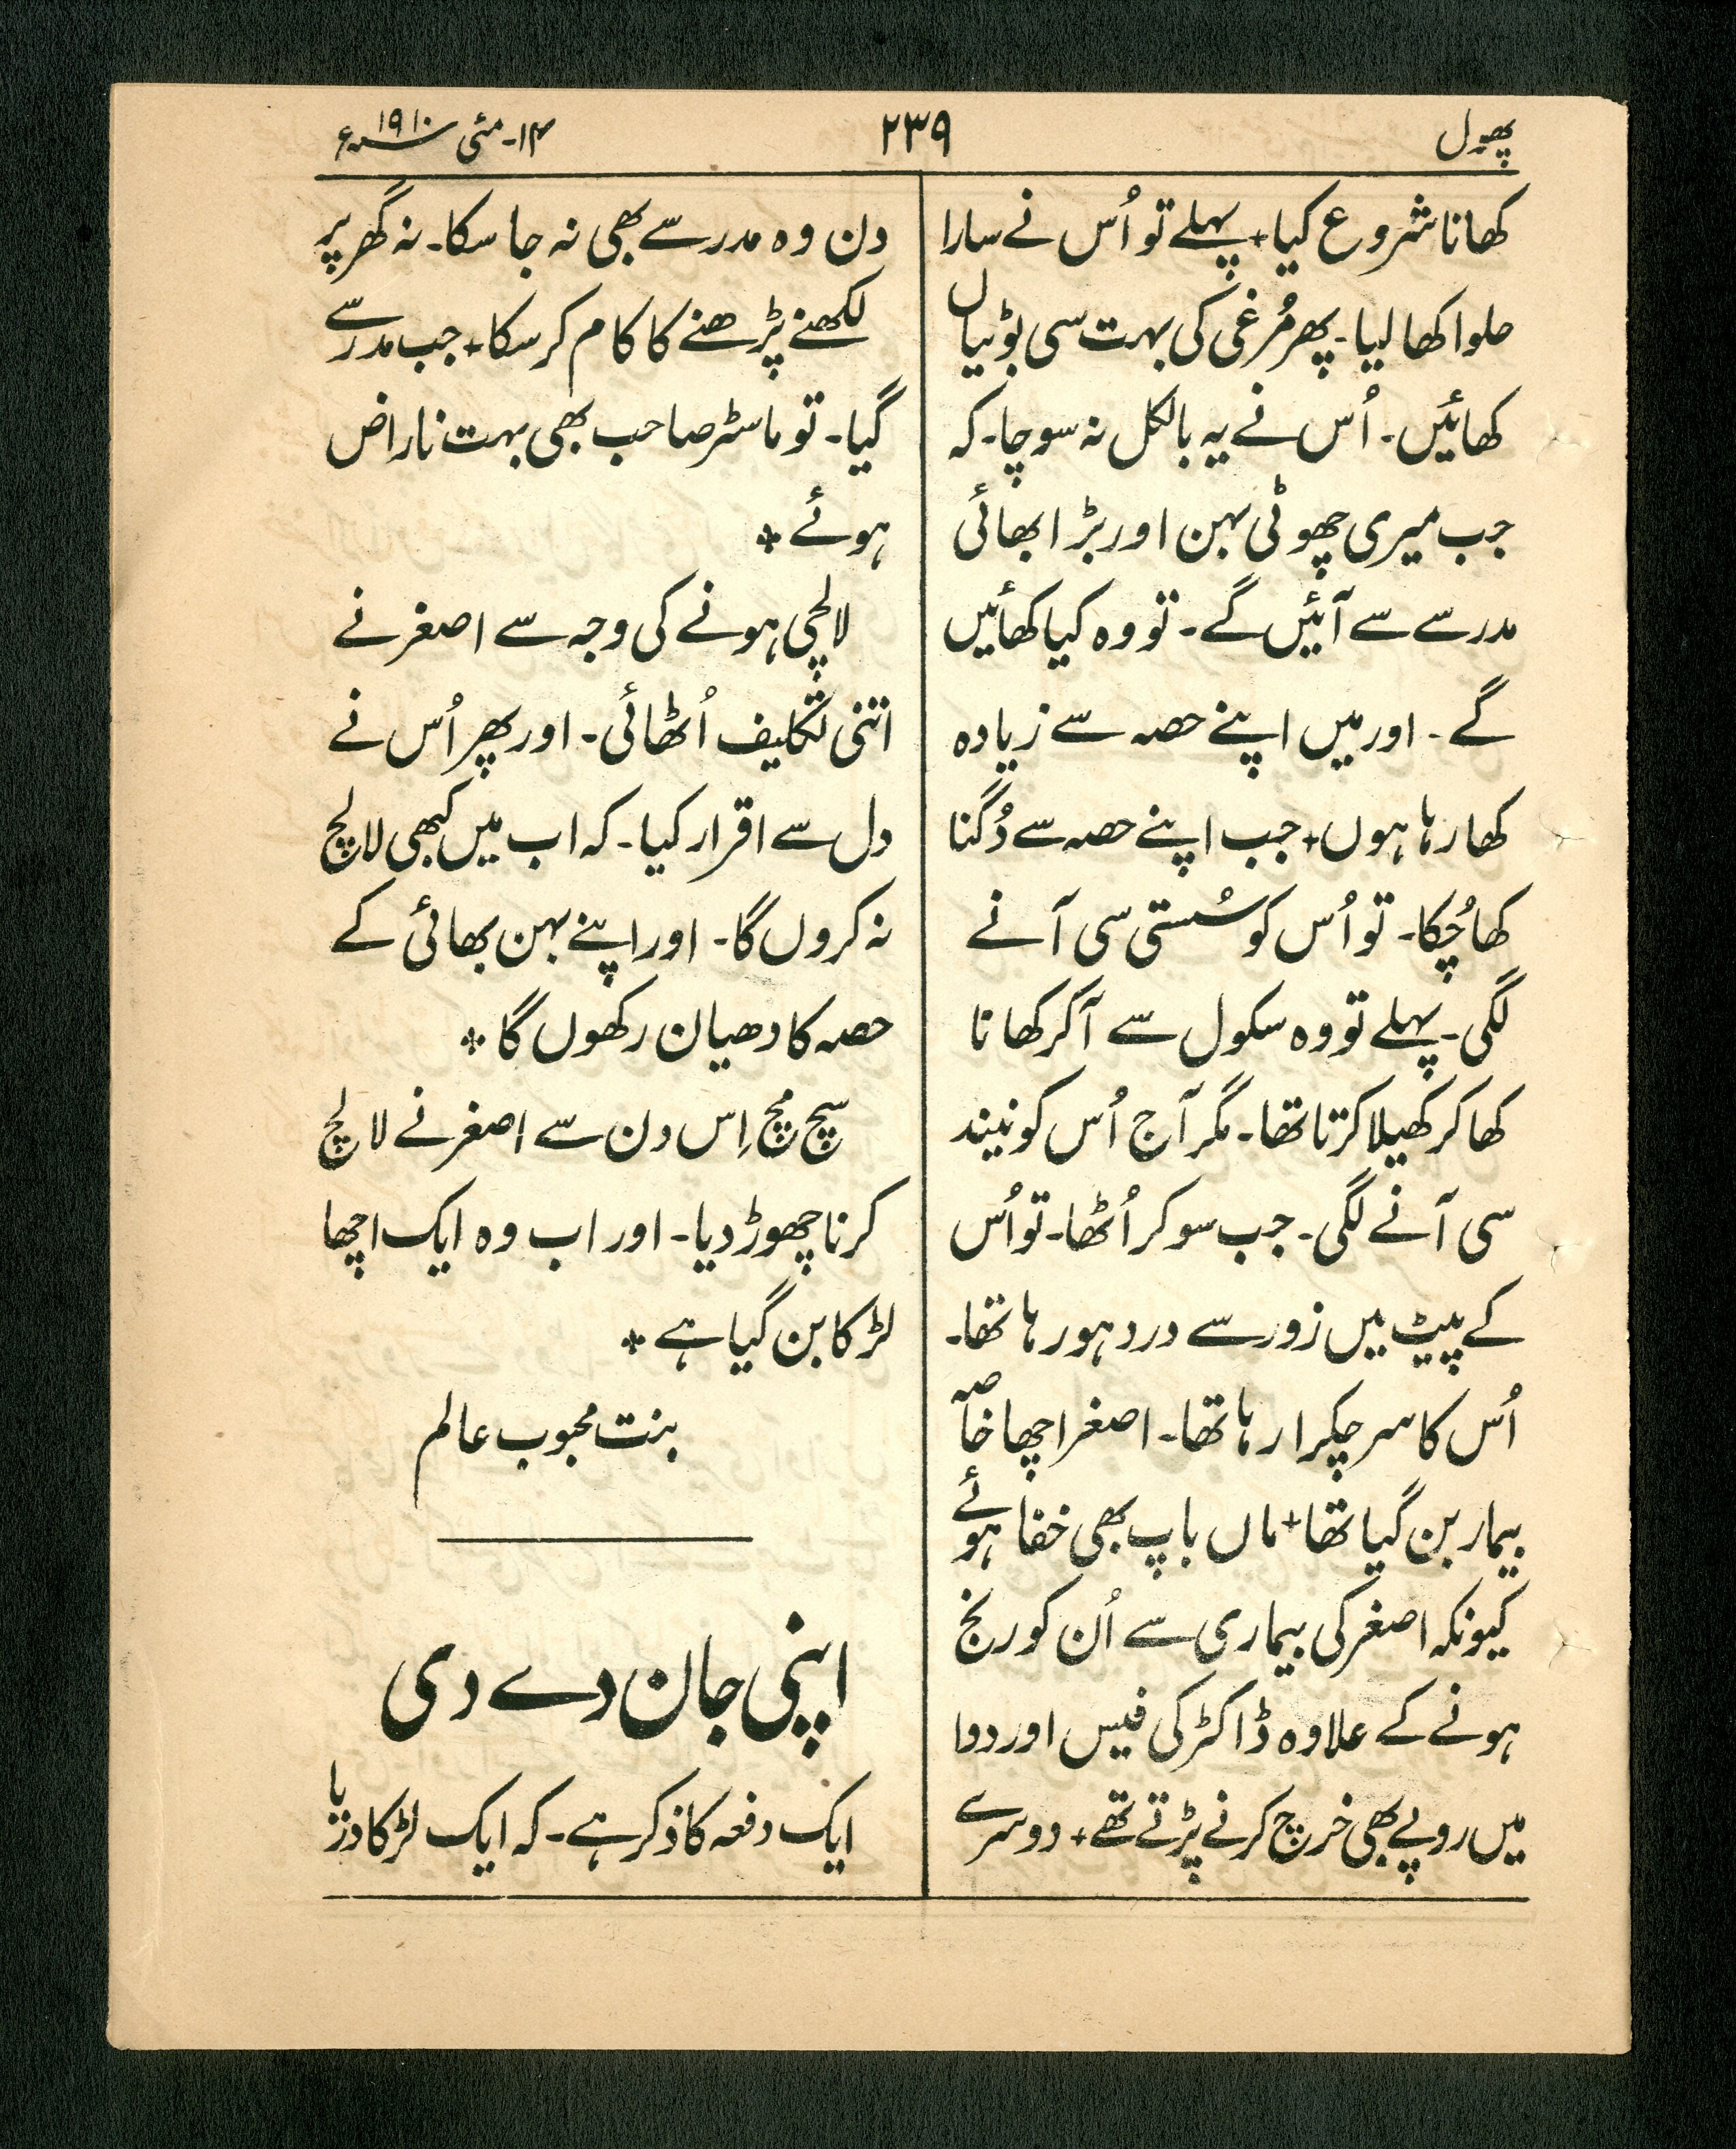 پھول
۲۳۹
۱۴۔ مئی ۱۹۱۰ء
کھانا شروع کیا+ پہلے تو اُس نے سارا
حلوا کھا لیا۔ پھر مُرغی کی بہت سی بوٹیاں
کھائیں۔ اُس نے یہ بالکل نہ سوچا۔ کہ
جب میری چھوٹی بہن اور بڑا بھائی
مدرسے سے آئیں گے۔ تو وہ کیا کھائیں
گے۔ اور میں اپنے حصہ سے زیادہ
کھا رہا ہوں+ جب اپنے حصہ سے دُگنا
کھا چُکا۔ تو اُس کو سُستی سی آنے
لگی۔ پہلے تو وہ سکول سے آ کر کھانا
کھا کر کھیلا کرتا تھا۔ مگر آج اُس کو نیند
سی آنے لگی۔ جب سو کر اُٹھا۔ تو اُس
کے پیٹ میں زور سے درد ہو رہا تھا۔
اُس کا سر چکرا رہا تھا۔ اصغر اچھا خاصہ
بیمار بن گیا تھا+ ماں باپ بھی خفا ہوئے
کیونکہ اصغر کی بیماری سے اُن کو رنج
ہونے کے علاوہ ڈاکٹر کی فیس اور دوا
میں روپے بھی خرچ کرنے پڑتے تھے+ دوسرے
دن وہ مدرسے بھی نہ جا سکا۔ نہ گھر پر
لکھنے پڑھنے کا کام کر سکا+ جب مدرسے
گیا۔ تو ماسٹر صاحب بھی بہت ناراض
ہوئے ٭
لالچی ہونے کی وجہ سے اصغر نے
اتنی تکلیف اُٹھائی۔ اور پھر اُس نے
دل سے اقرار کیا۔ کہ اب میں کبھی لالچ
نہ کروں گا۔ اور اپنے بہن بھائی کے
حصہ کا دھیان رکھوں گا ٭
سچ مچ اِس دن سے اصغر نے لالچ
کرنا چھوڑ دیا۔ اور اب وہ ایک اچھا
لڑکا بن گیا ہے ٭
بنت محبوب عالم
اپنی جان دے دی
ایک دفعہ کا ذکر ہے۔ کہ ایک لڑکا دریا